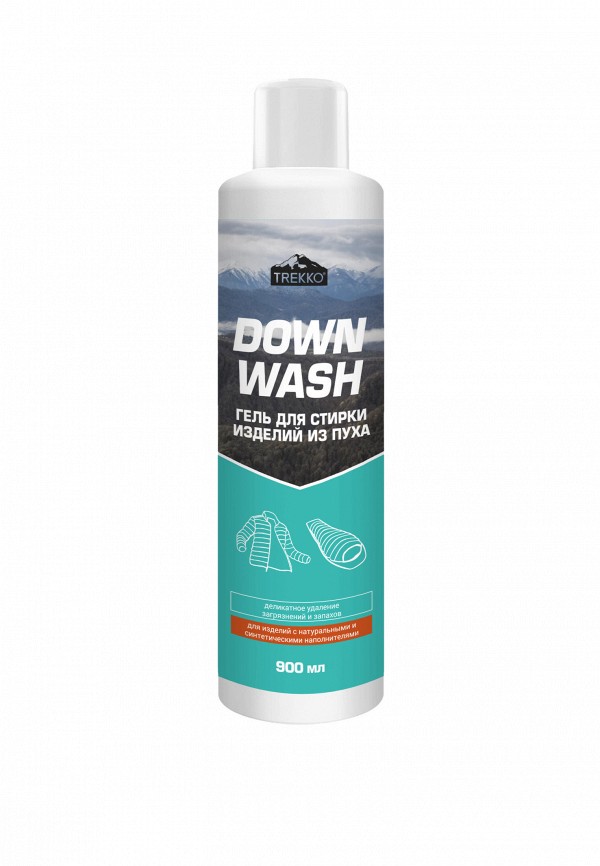 TREKKO®
DOWN
WASH
ГЕЛЬ ДЛЯ СТИРКИ
ИЗДЕЛИЙ ИЗ ПУХА
деликатное удаление
загрязнений и запахов
для изделий с натуральными и
синтетическими наполнителями
900 мл